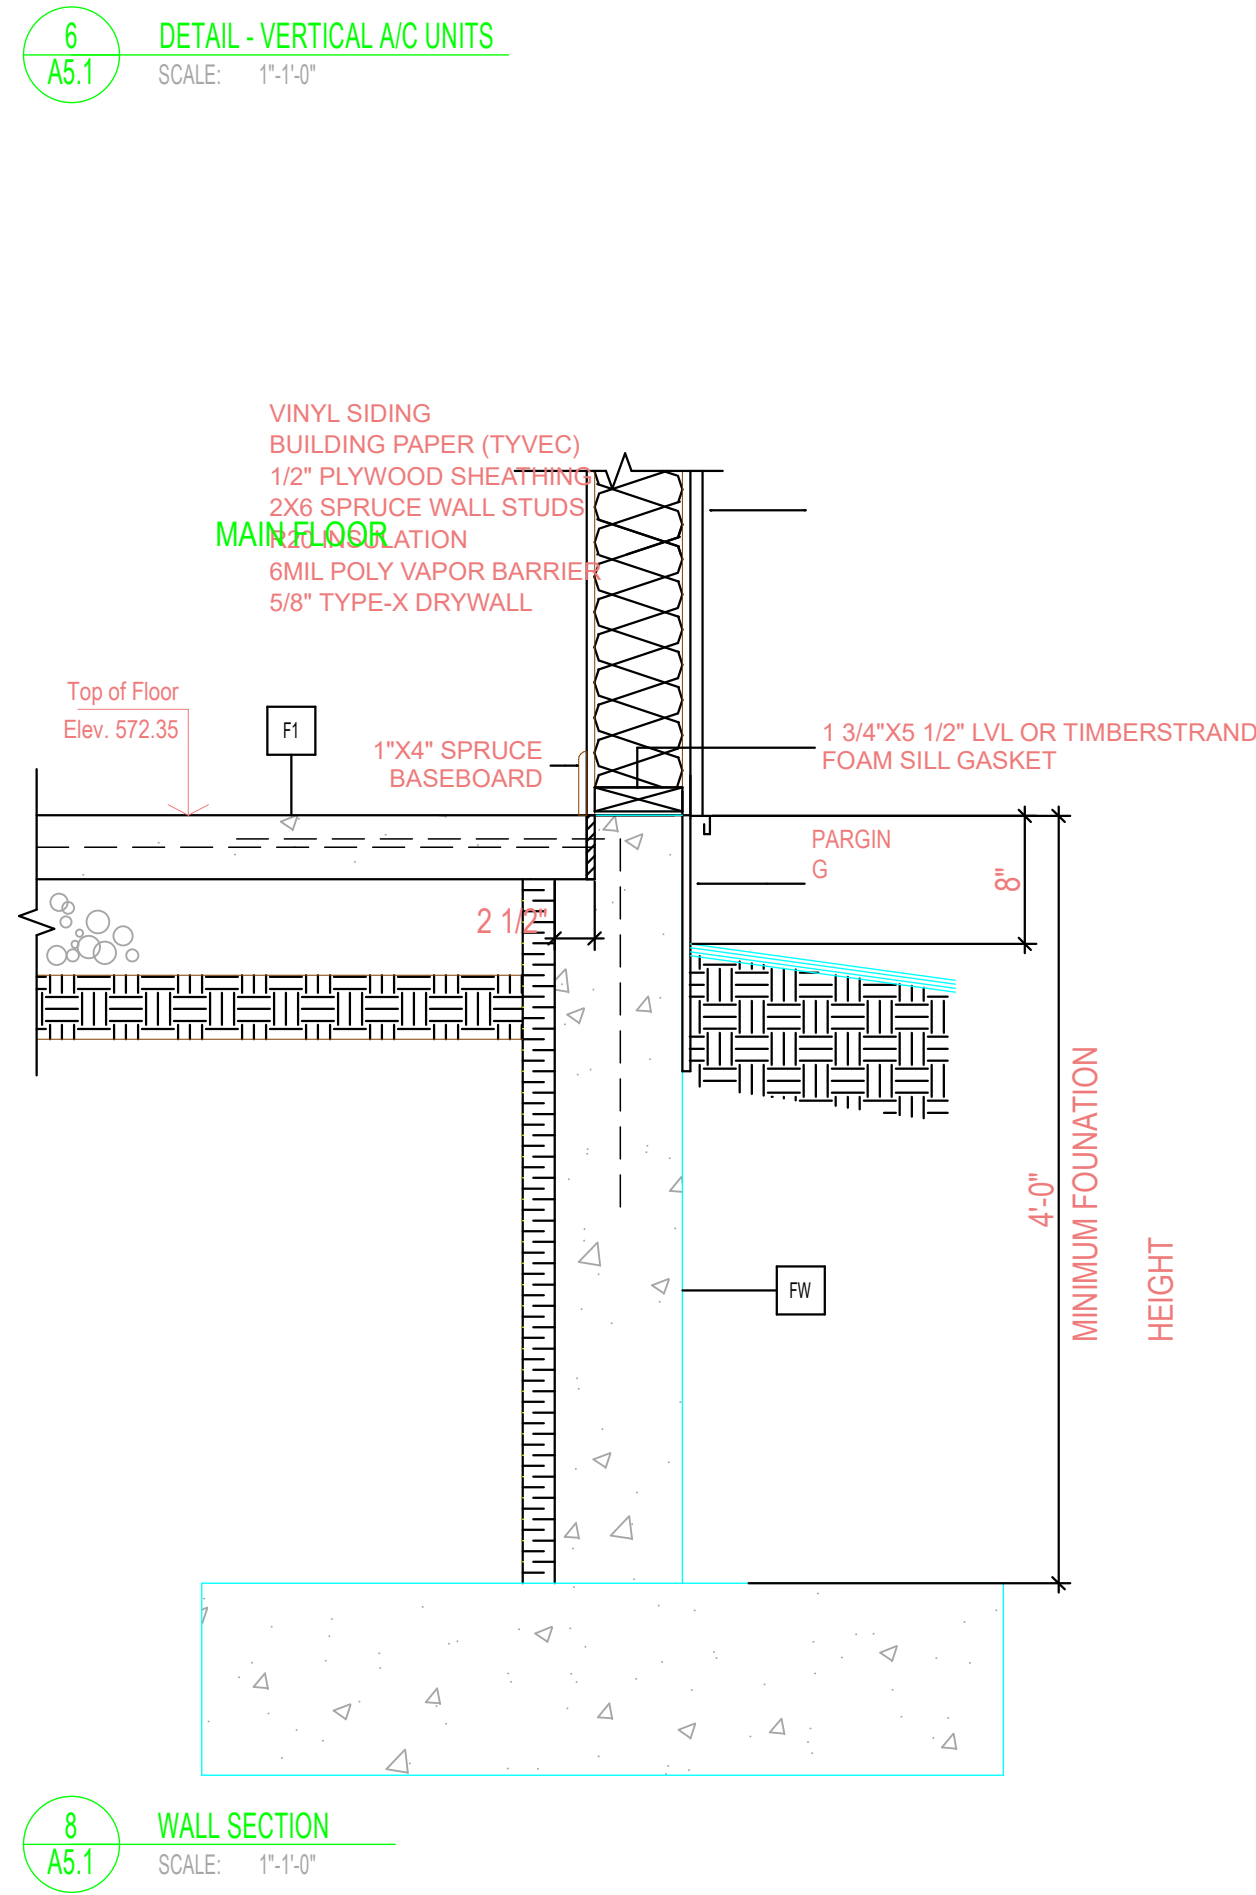 6
A5.1
DETAIL - VERTICAL A/C UNITS
SCALE: 1"-1'-0"
VINYL SIDING
BUILDING PAPER (TYVEC)
1/2" PLYWOOD SHEATHING
2X6 SPRUCE WALL STUDS
R20 INSULATION
6MIL POLY VAPOR BARRIER
5/8" TYPE-X DRYWALL
MAIN FLOOR
Top of Floor
Elev. 572.35
F1
1"X4" SPRUCE
BASEBOARD
1 3/4"X5 1/2" LVL OR TIMBERSTRAND
FOAM SILL GASKET
PARGIN
G
8"
2 1/2"
4'-0"
MINIMUM FOUNATION
HEIGHT
FW
8
A5.1
WALL SECTION
SCALE: 1"-1'-0"